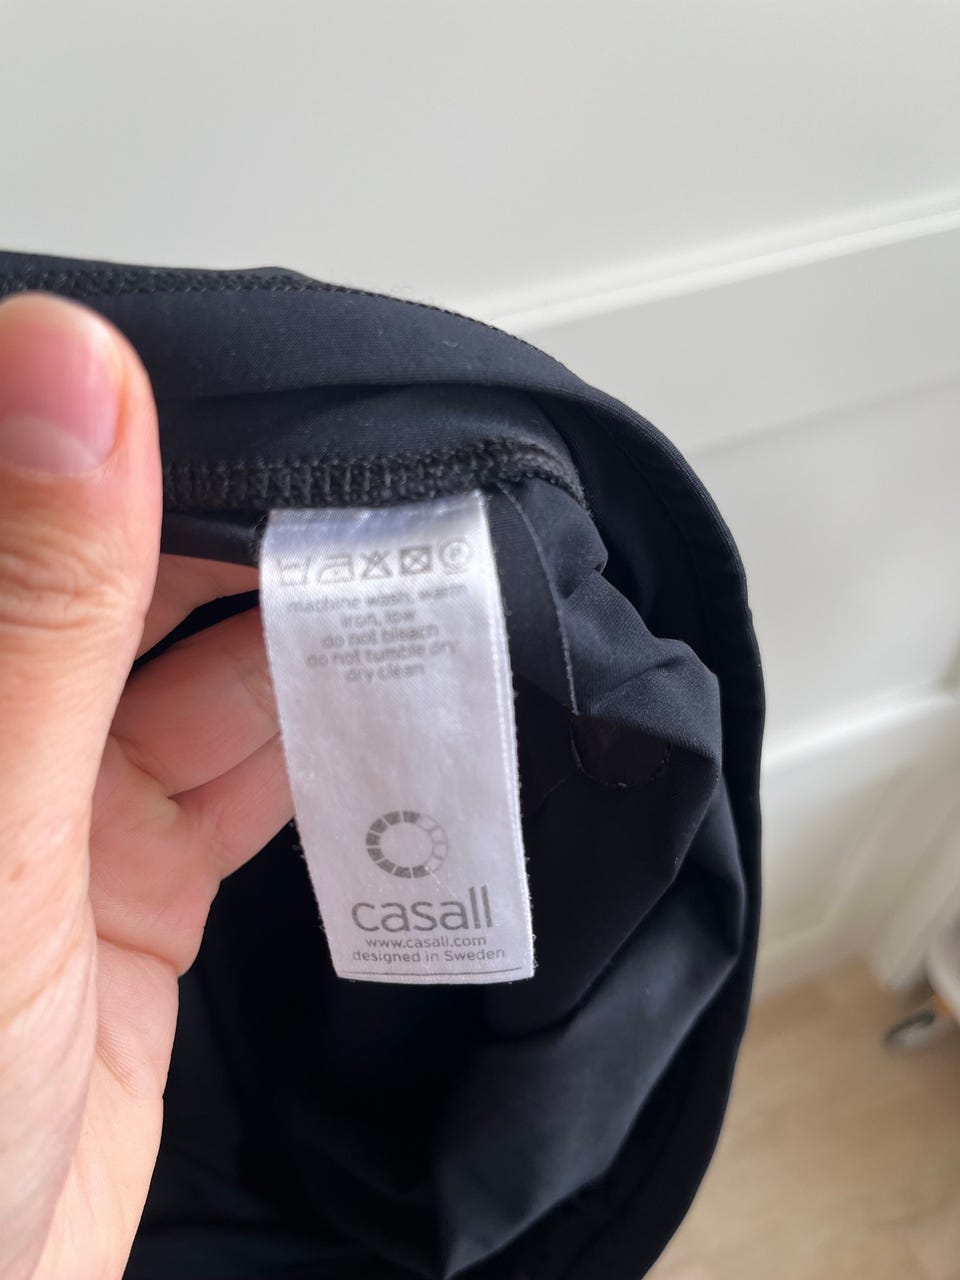 machine wash, warm
iron, low
do not bleach
do not tumble dry
dry clean
casall
www.casall.com
designed in Sweden